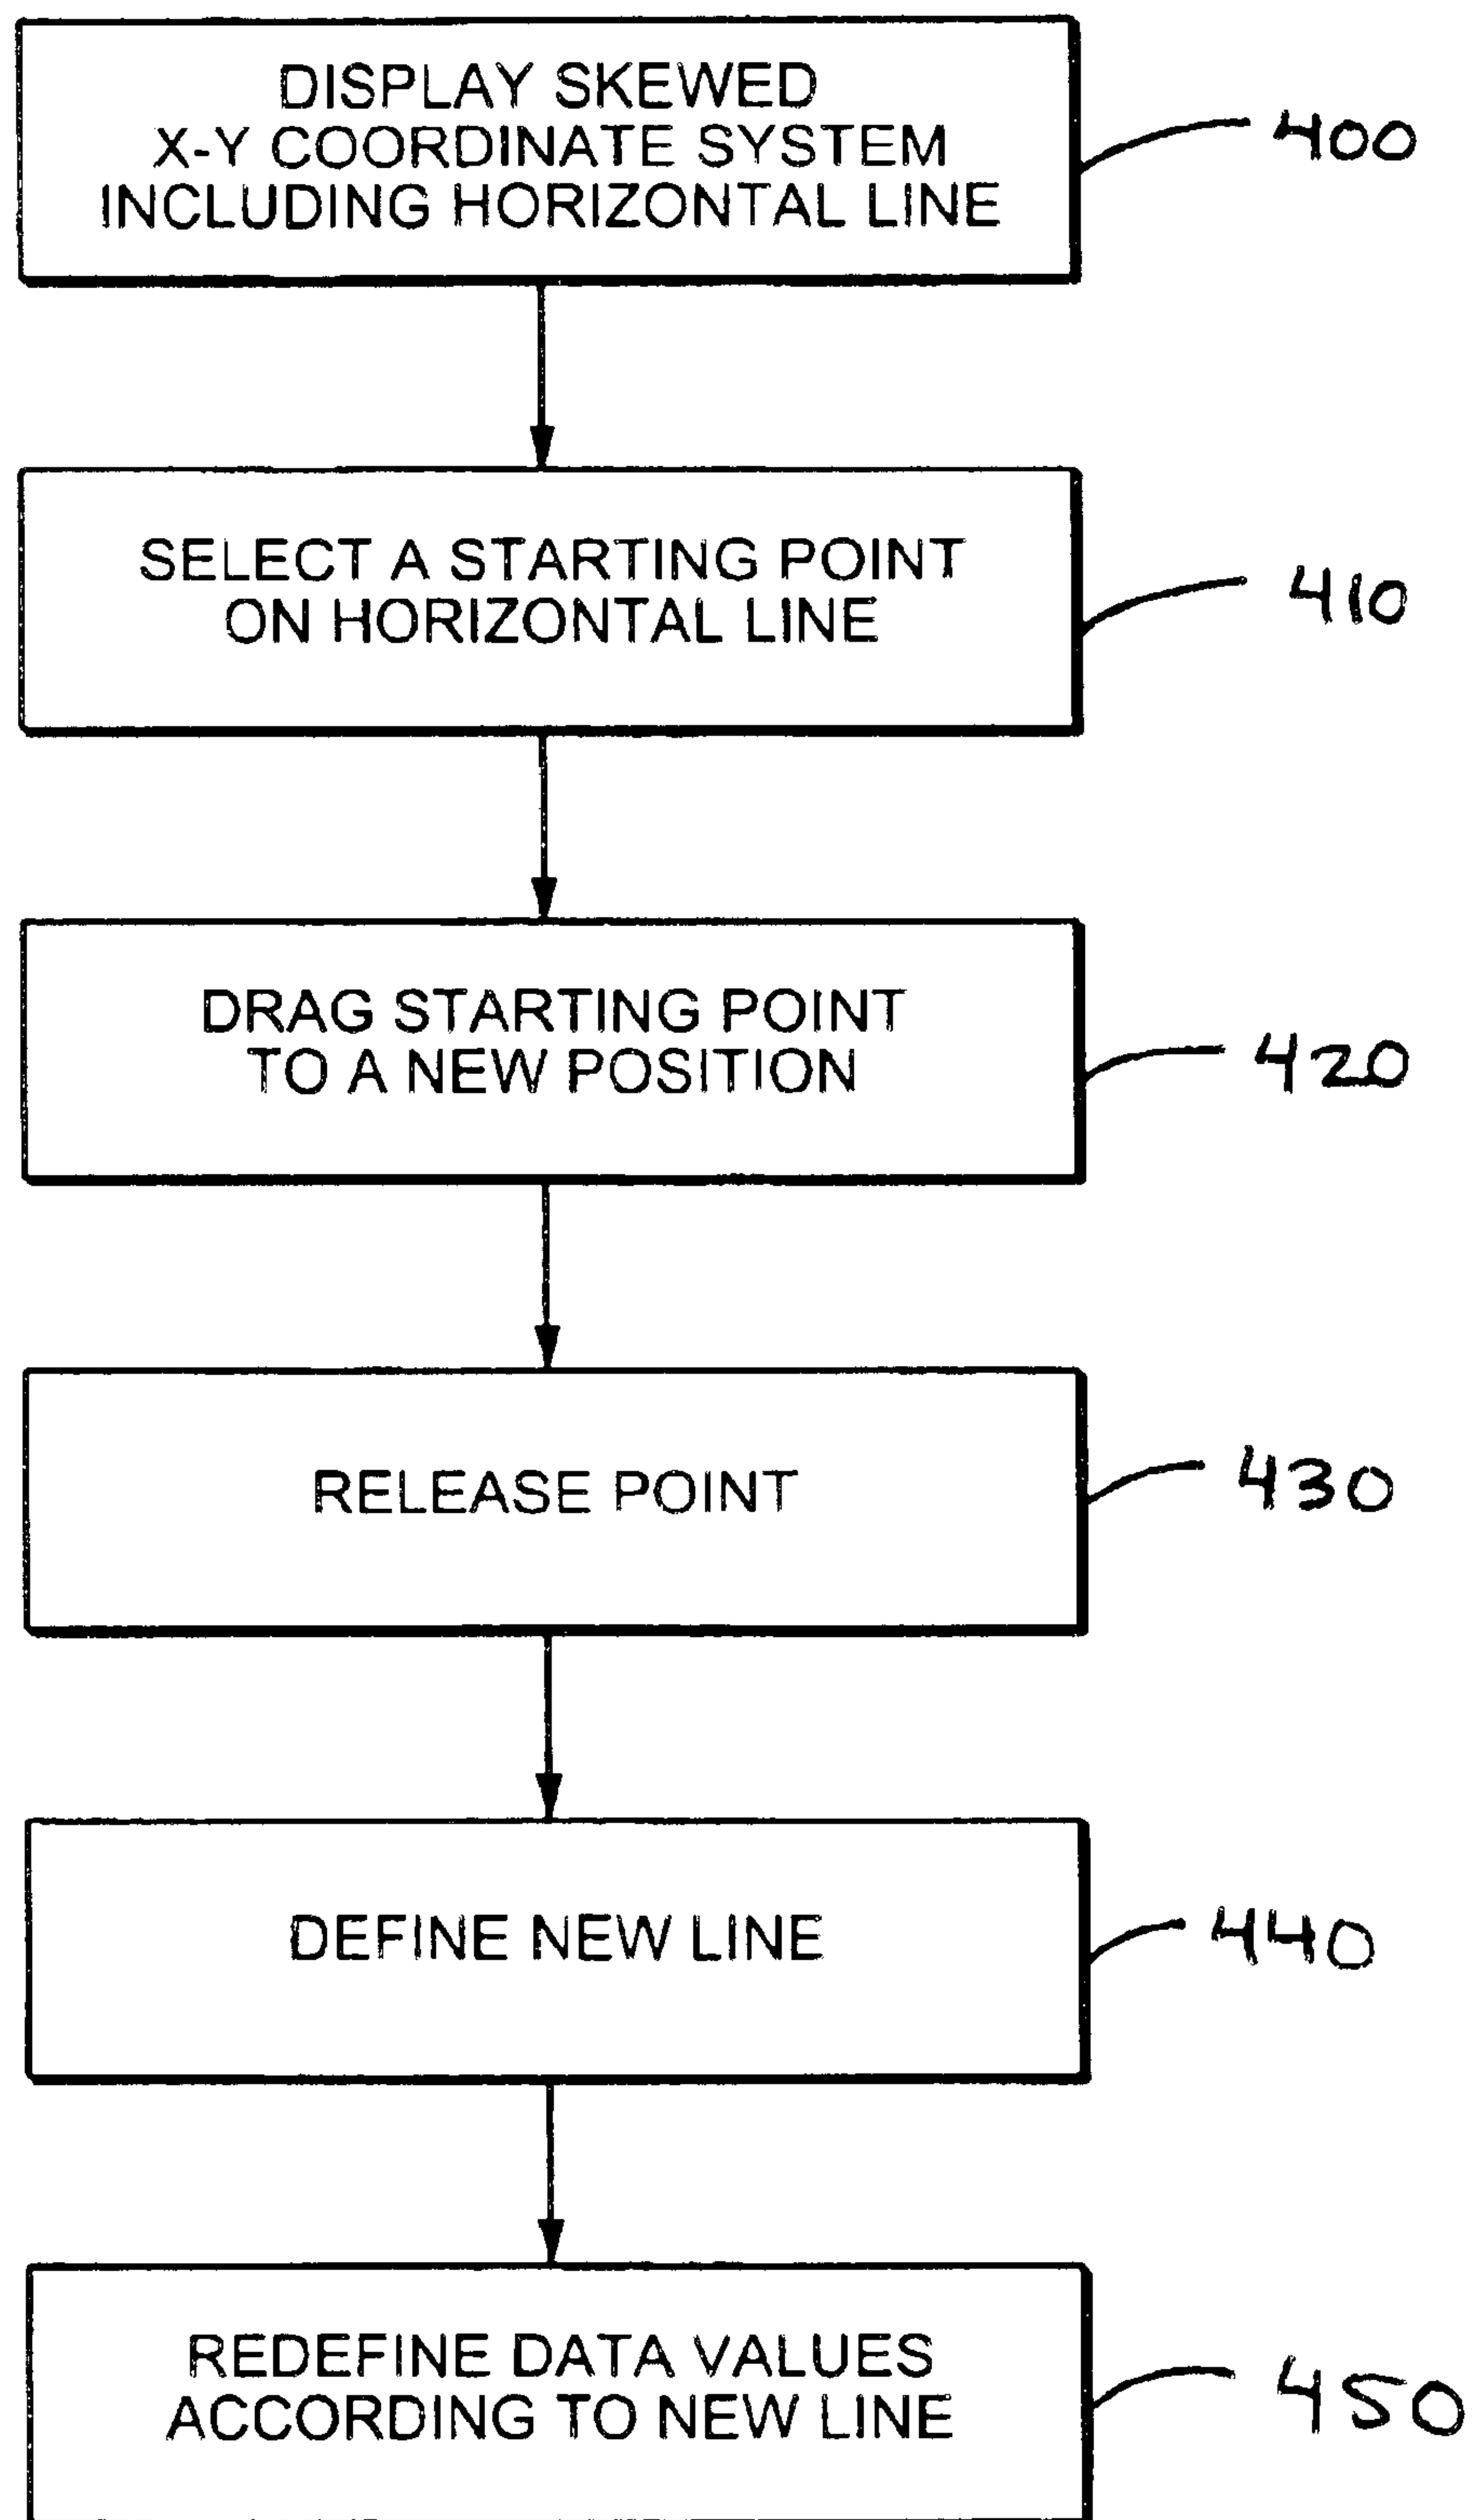 DISPLAY SKEWED
X-Y COORDINATE SYSTEM
INCLUDING HORIZONTAL LINE
400
SELECT A STARTING POINT
ON HORIZONTAL LINE
410
DRAG STARTING POINT
TO A NEW POSITION
420
RELEASE POINT
430
DEFINE NEW LINE
440
REDEFINE DATA VALUES
ACCORDING TO NEW LINE
450